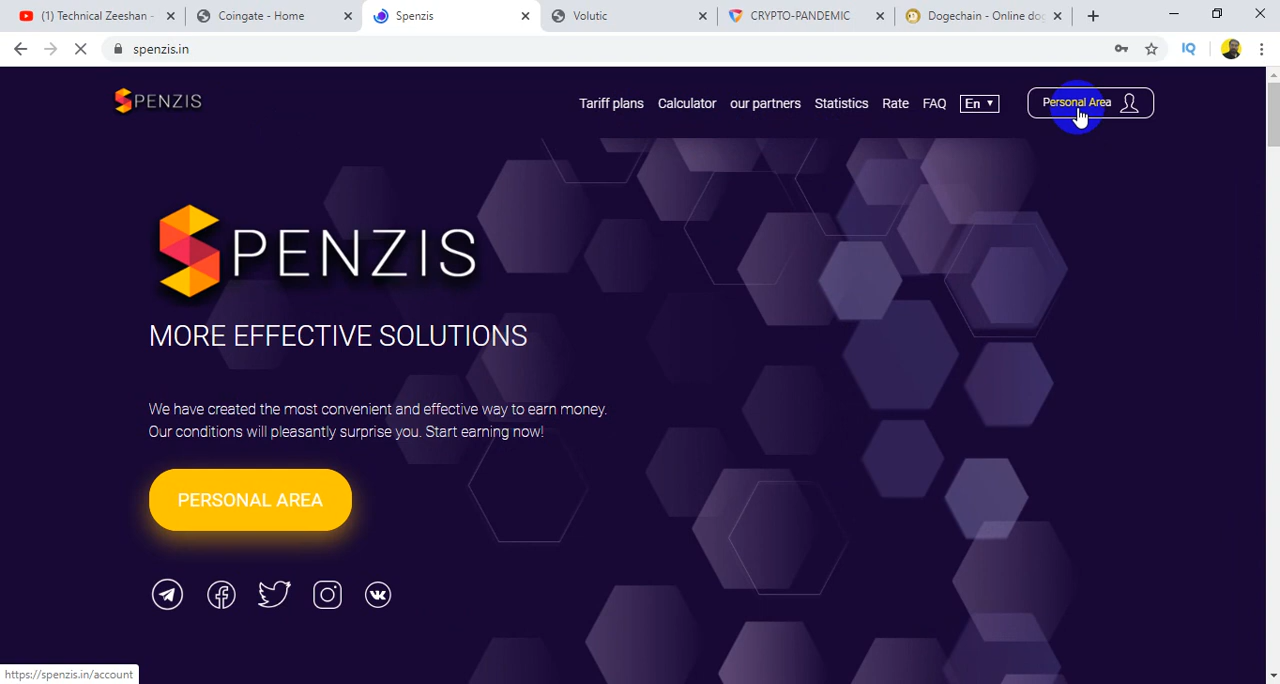 (1) Technical Zeeshan -
Coingate - Home
Spenzis
Volutic
CRYPTO-PANDEMIC
Dogechain - Online dog
spenzis.in
IQ
SPENZIS
Tariff plans
Calculator
our partners
Statistics
Rate
FAQ
En
Personal Area
SPENZIS
MORE EFFECTIVE SOLUTIONS
We have created the most convenient and effective way to earn money.
Our conditions will pleasantly surprise you. Start earning now!
PERSONAL AREA
https://spenzis.in/account